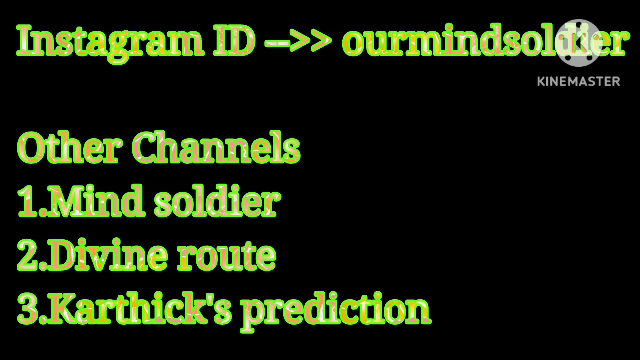 Instagram ID -->> ourmindsoldier
KINEMASTER
Other Channels
1.Mind soldier
2.Divine route
3.Karthick's prediction